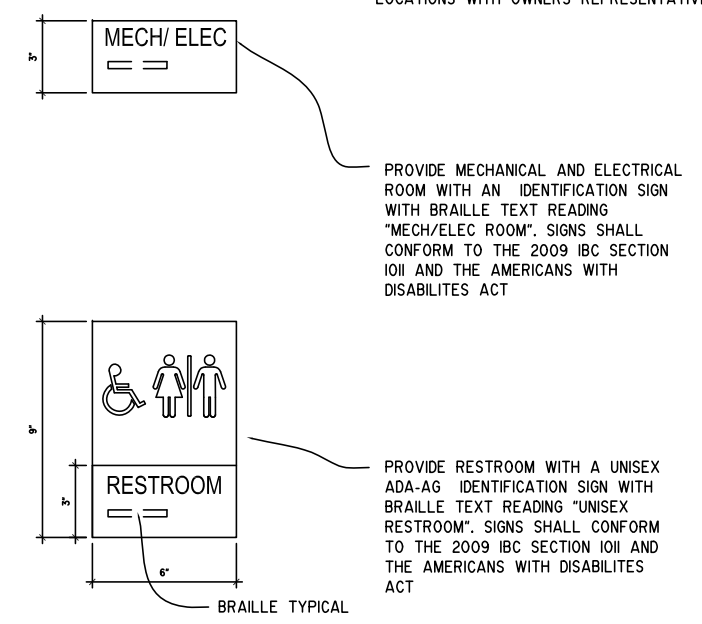 LOCATIONS WITH OWNERS REPRESENTATIVE
3"
MECH/ ELEC
PROVIDE MECHANICAL AND ELECTRICAL
ROOM WITH AN IDENTIFICATION SIGN
WITH BRAILLE TEXT READING
"MECH/ELEC ROOM". SIGNS SHALL
CONFORM TO THE 2009 IBC SECTION
1011 AND THE AMERICANS WITH
DISABILITES ACT
9"
3"
RESTROOM
6"
BRAILLE TYPICAL
PROVIDE RESTROOM WITH A UNISEX
ADA-AG IDENTIFICATION SIGN WITH
BRAILLE TEXT READING "UNISEX
RESTROOM". SIGNS SHALL CONFORM
TO THE 2009 IBC SECTION 1011 AND
THE AMERICANS WITH DISABILITES
ACT